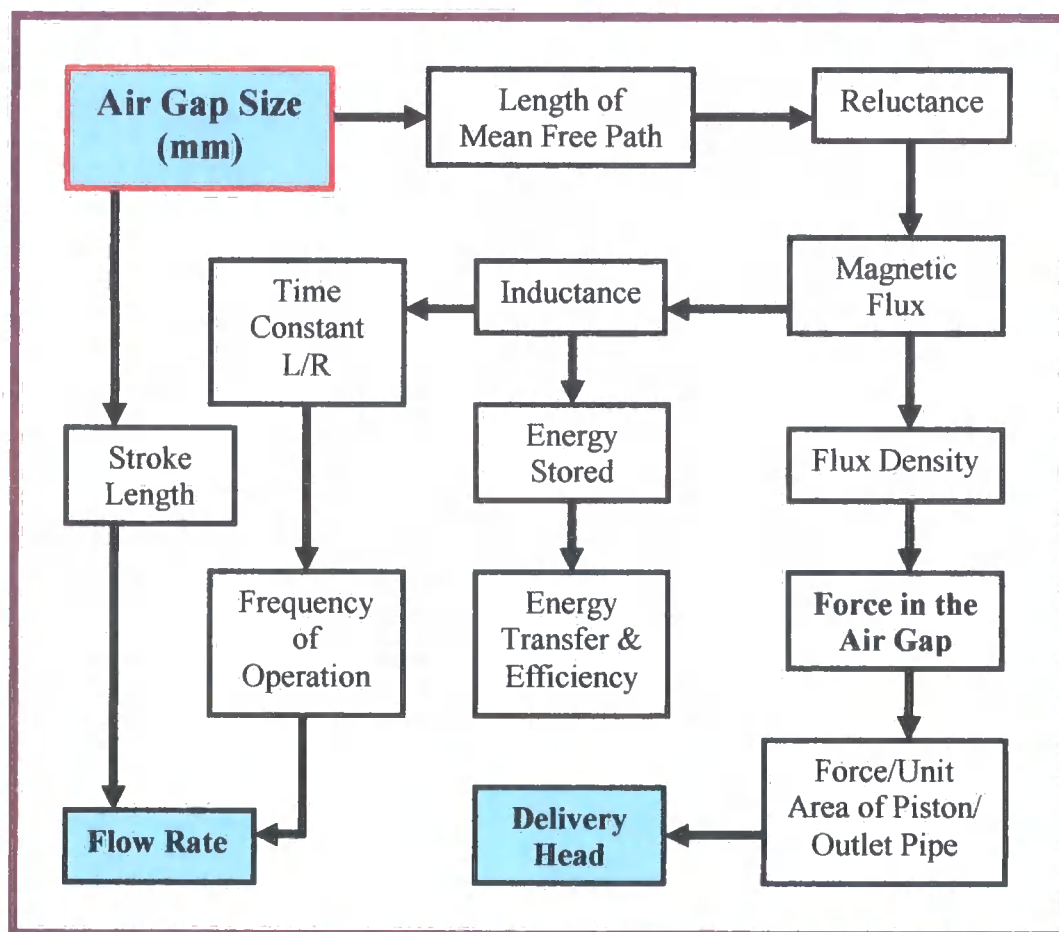 Air Gap Size
(mm)
Length of
Mean Free Path
Reluctance
Time
Constant
L/R
Inductance
Magnetic
Flux
Stroke
Length
Energy
Stored
Flux Density
Frequency
of
Operation
Energy
Transfer &
Efficiency
Force in the
Air Gap
Flow Rate
Delivery
Head
Force/Unit
Area of Piston/
Outlet Pipe